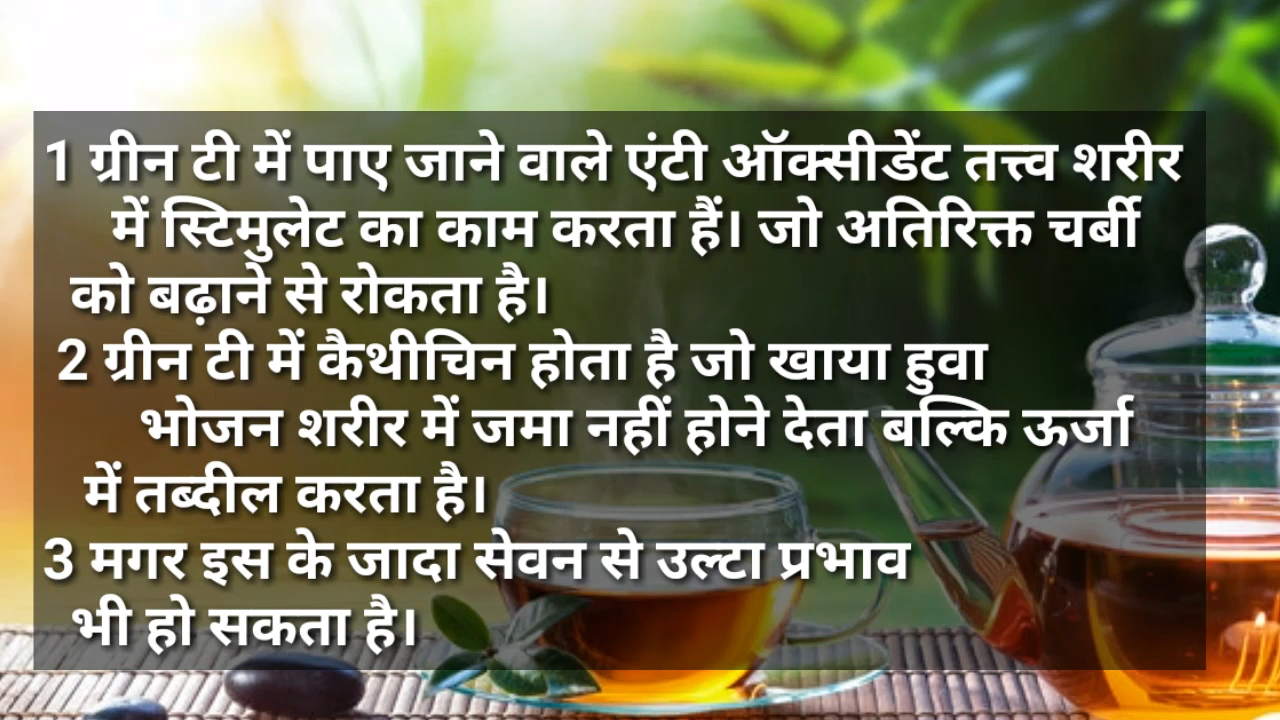 1 ग्रीन टी में पाए जाने वाले एंटी ऑक्सीडेंट तत्त्व शरीर
में स्टिमुलेट का काम करता हैं। जो अतिरिक्त चर्बी
को बढ़ाने से रोकता है।
2 ग्रीन टी में कैथीचिन होता है जो खाया हुवा
भोजन शरीर में जमा नहीं होने देता बल्कि ऊर्जा
में तब्दील करता है।
3 मगर इस के जादा सेवन से उल्टा प्रभाव
भी हो सकता है।